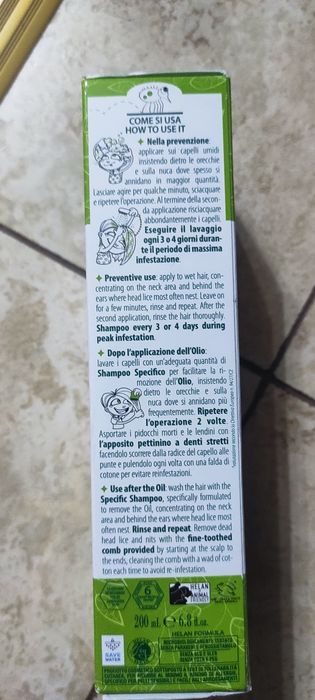 COME SI USA
HOW TO USE IT
✦ Nella prevenzione:
applicare sui capelli umidi
insistendo dietro le orecchie
e sulla nuca dove spesso si
annidano in maggior quantità.
Lasciare agire per qualche minuto, sciacquare
e ripetere l'operazione. Al termine della secon-
da applicazione risciacquare
abbondantemente i capelli.
Eseguire il lavaggio
ogni 3 o 4 giorni duran-
te il periodo di massima
infestazione.
✦ Preventive use: apply to wet hair, con-
centrating on the neck area and behind the
ears where head lice most often nest. Leave on
for a few minutes, rinse and repeat. After the
second application, rinse the hair thoroughly.
Shampoo every 3 or 4 days during
peak infestation.
✦ Dopo l'applicazione dell'Olio:
lavare i capelli con un'adeguata quantità di
Shampoo Specifico per facilitare la ri-
mozione dell'Olio, insistendo
dietro le orecchie e sulla
nuca dove si annidano più
frequentemente. Ripetere
l'operazione 2 volte.
Asportare i pidocchi morti e le lendini con
l'apposito pettinino a denti stretti
facendolo scorrere dalla radice del capello alle
punte e pulendolo ogni volta con una falda di
cotone per evitare reinfestazioni.
✦ Use after the Oil: wash the hair with the
Specific Shampoo, specifically formulated
to remove the Oil, concentrating on the neck
area and behind the ears where head lice most
often nest. Rinse and repeat. Remove dead
head lice and nits with the fine-toothed
comb provided by starting at the scalp to
the ends, cleaning the comb with a wad of cot-
ton each time to avoid re-infestation.
6
HELAN
ANIMAL
FRIENDLY
200 ml. ℮ 6.8 fl.oz.
SAVE
WATER
HELAN FORMULA